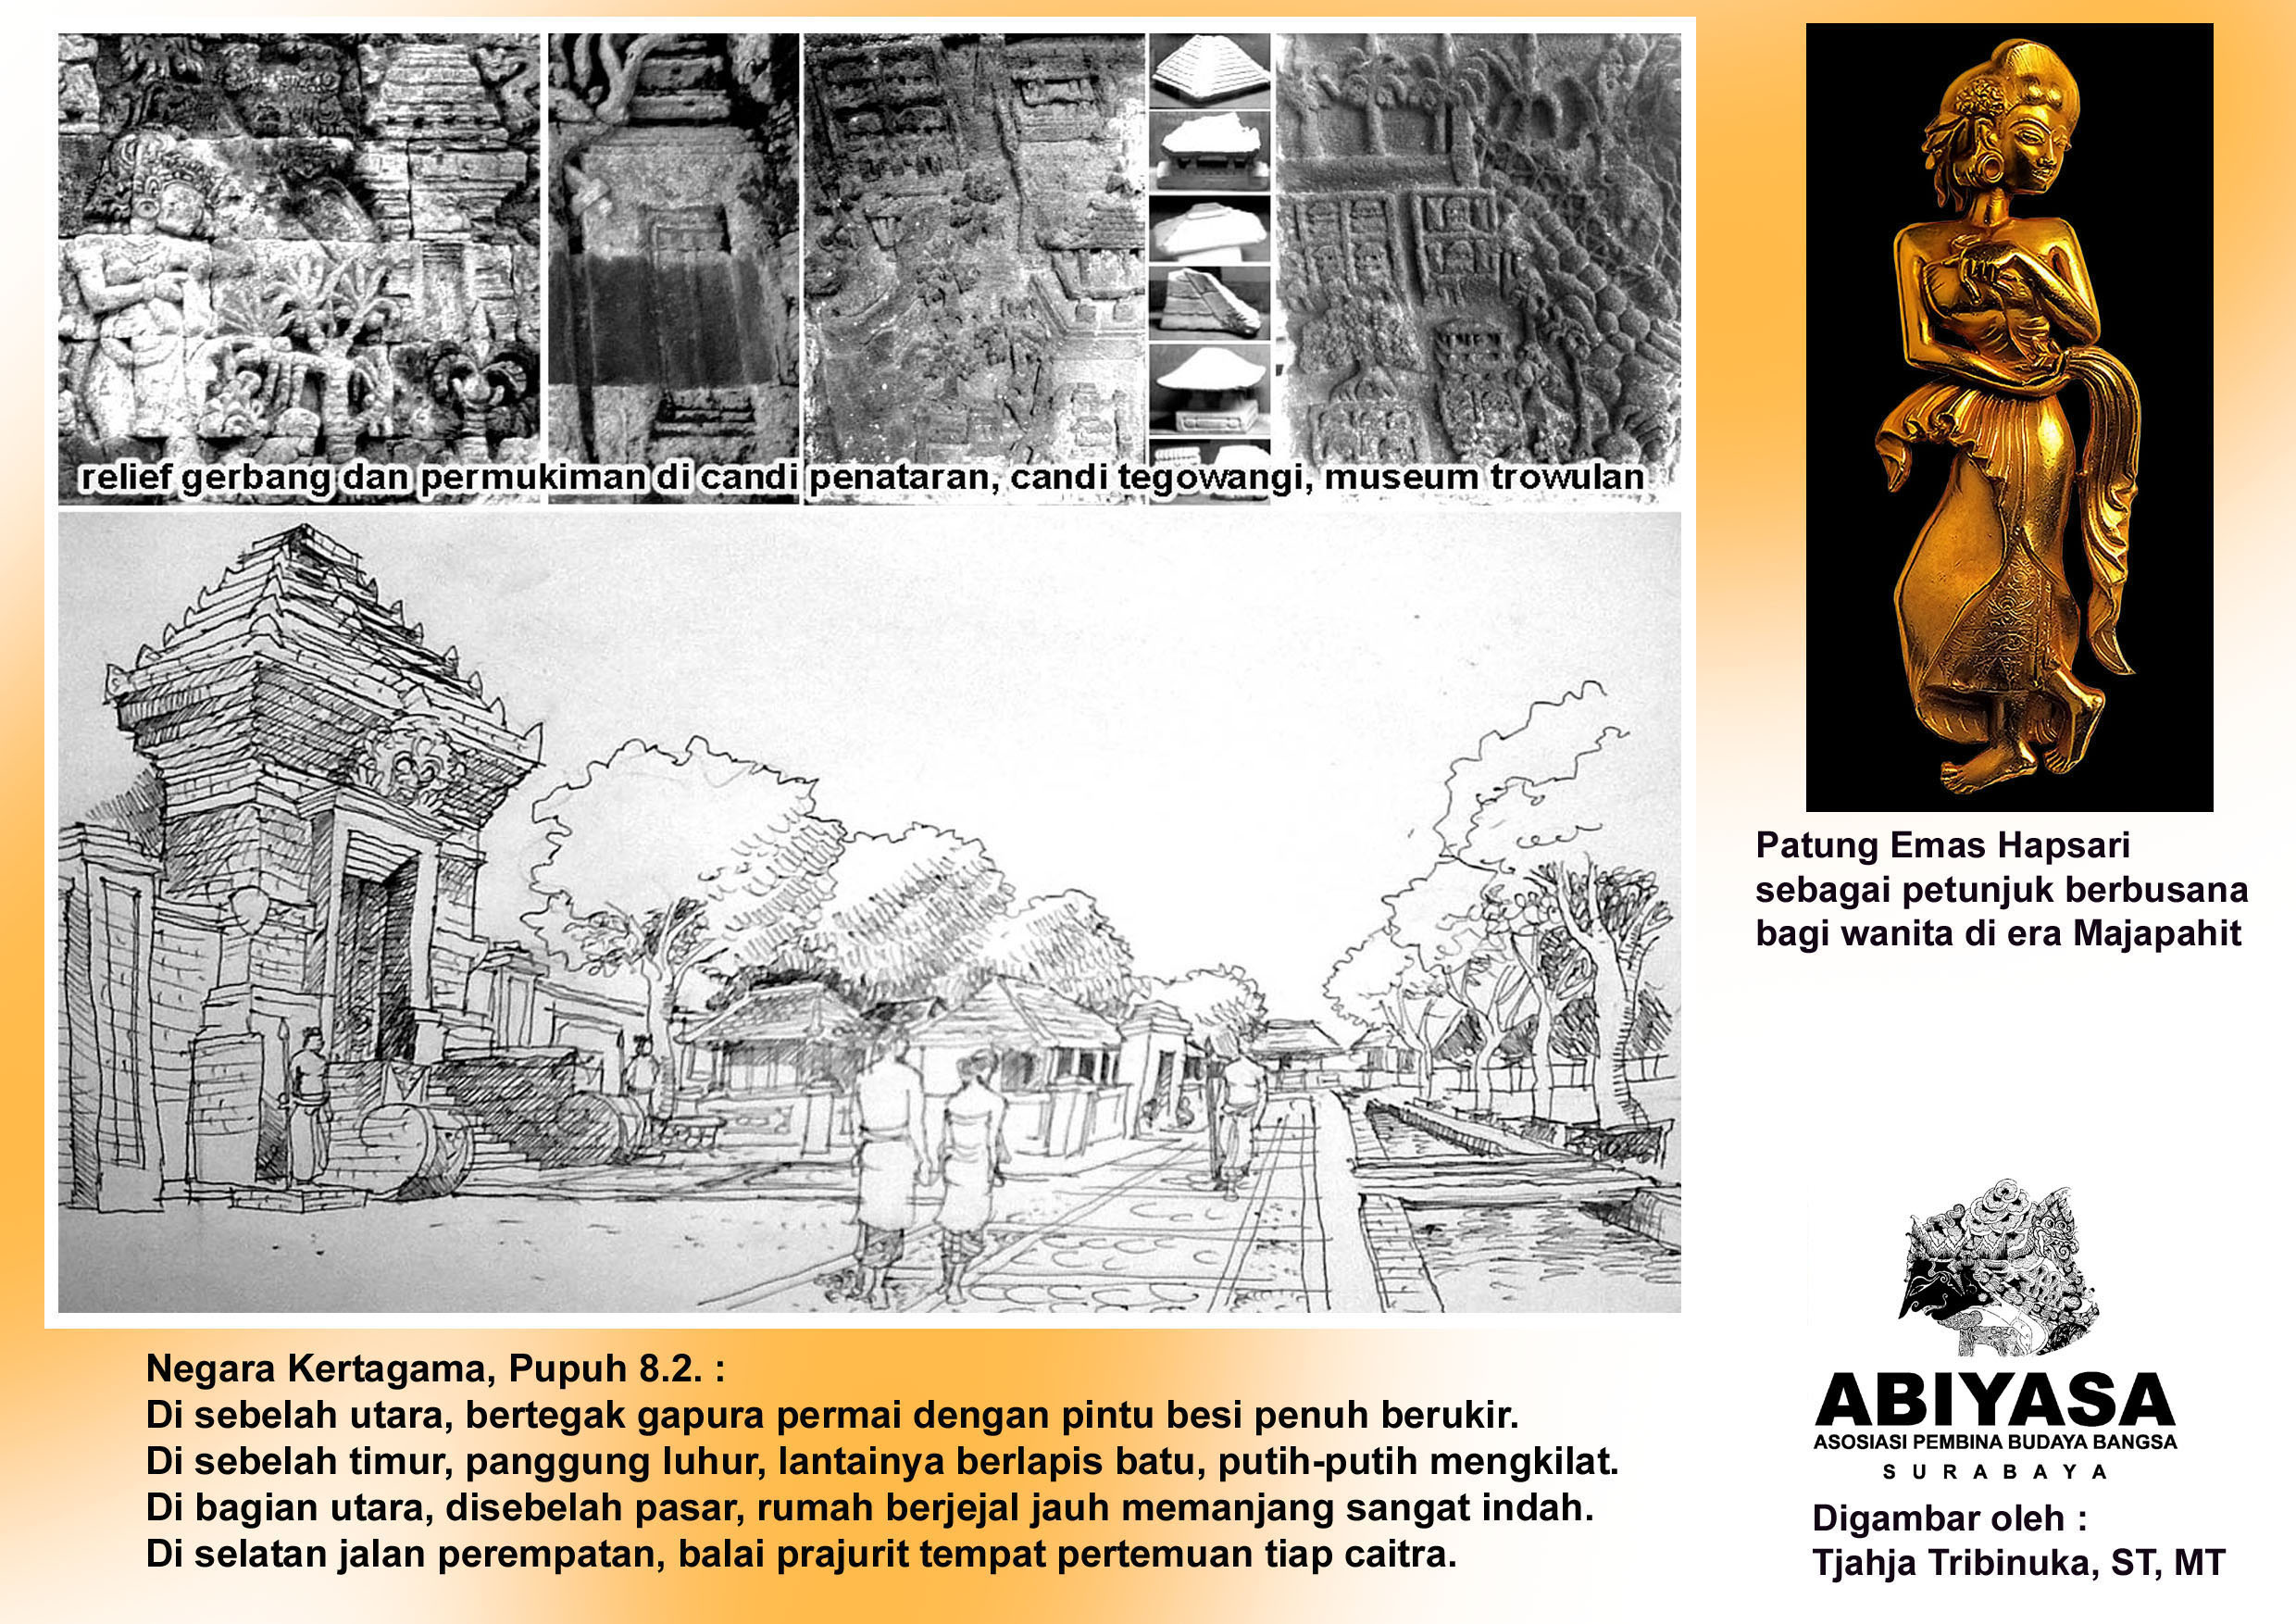 relief gerbang dan permukiman di candi penataran, candi tegowangi, museum trowulan
Patung Emas Hapsari
sebagai petunjuk berbusana
bagi wanita di era Majapahit
Negara Kertagama, Pupuh 8.2. :
Di sebelah utara, bertegak gapura permai dengan pintu besi penuh berukir.
Di sebelah timur, panggung luhur, lantainya berlapis batu, putih-putih mengkilat.
Di bagian utara, disebelah pasar, rumah berjejal jauh memanjang sangat indah.
Di selatan jalan perempatan, balai prajurit tempat pertemuan tiap caitra.
ABIYASA
ASOSIASI PEMBINA BUDAYA BANGSA
SURABAYA
Digambar oleh :
Tjahja Tribinuka, ST, MT